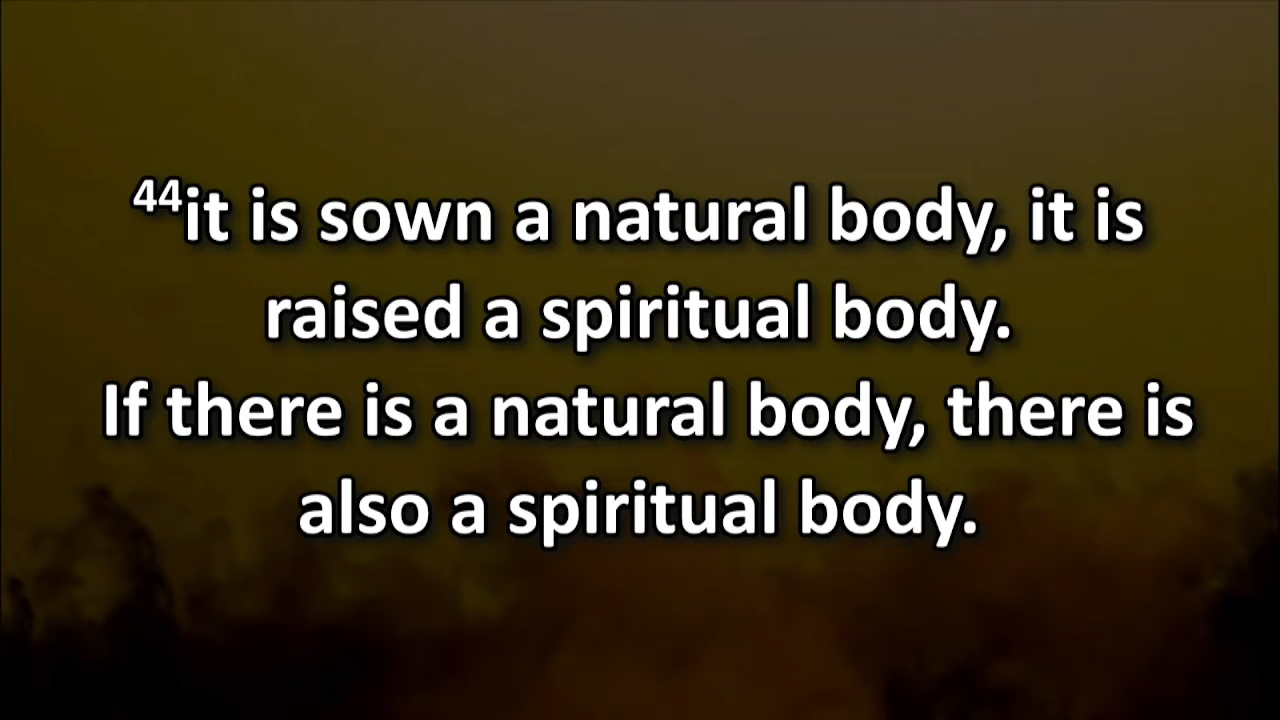 44it is sown a natural body, it is
raised a spiritual body.
If there is a natural body, there is
also a spiritual body.